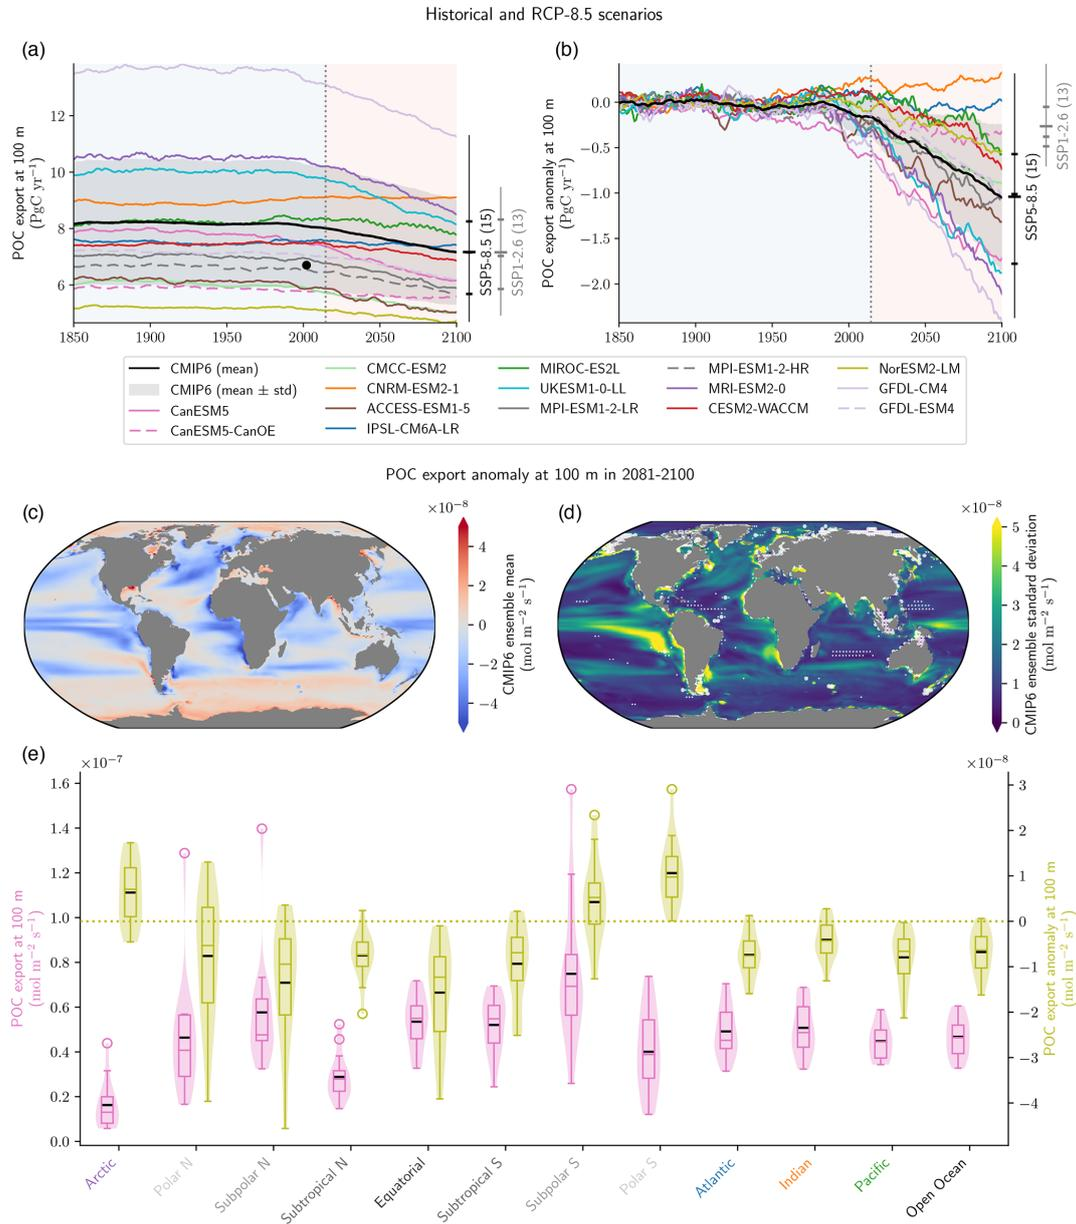 Historical and RCP-8.5 scenarios
(a)
(b)
12
10
8
6
POC export at 100 m
(PgC yr⁻¹)
1850
1900
1950
2000
2050
2100
SSP5-8.5 (15)
SSP1-2.6 (13)
0.0
−0.5
−1.0
−1.5
−2.0
POC export anomaly at 100 m
(PgC yr⁻¹)
1850
1900
1950
2000
2050
2100
SSP5-8.5 (15)
SSP1-2.6 (13)
CMIP6 (mean)
CMIP6 (mean ± std)
CanESM5
CanESM5-CanOE
CMCC-ESM2
CNRM-ESM2-1
ACCESS-ESM1-5
IPSL-CM6A-LR
MIROC-ES2L
UKESM1-0-LL
MPI-ESM1-2-LR
MPI-ESM1-2-HR
MRI-ESM2-0
CESM2-WACCM
NorESM2-LM
GFDL-CM4
GFDL-ESM4
POC export anomaly at 100 m in 2081-2100
(c)
×10⁻⁸
4
2
0
−2
−4
CMIP6 ensemble mean
(mol m⁻² s⁻¹)
(d)
×10⁻⁸
5
4
3
2
1
0
CMIP6 ensemble standard deviation
(mol m⁻² s⁻¹)
(e)
×10⁻⁷
×10⁻⁸
1.6
1.4
1.2
1.0
0.8
0.6
0.4
0.2
0.0
POC export at 100 m
(mol m⁻² s⁻¹)
3
2
1
0
−1
−2
−3
−4
POC export anomaly at 100 m
(mol m⁻² s⁻¹)
Arctic
Polar N
Subpolar N
Subtropical N
Equatorial
Subtropical S
Subpolar S
Polar S
Atlantic
Indian
Pacific
Open Ocean